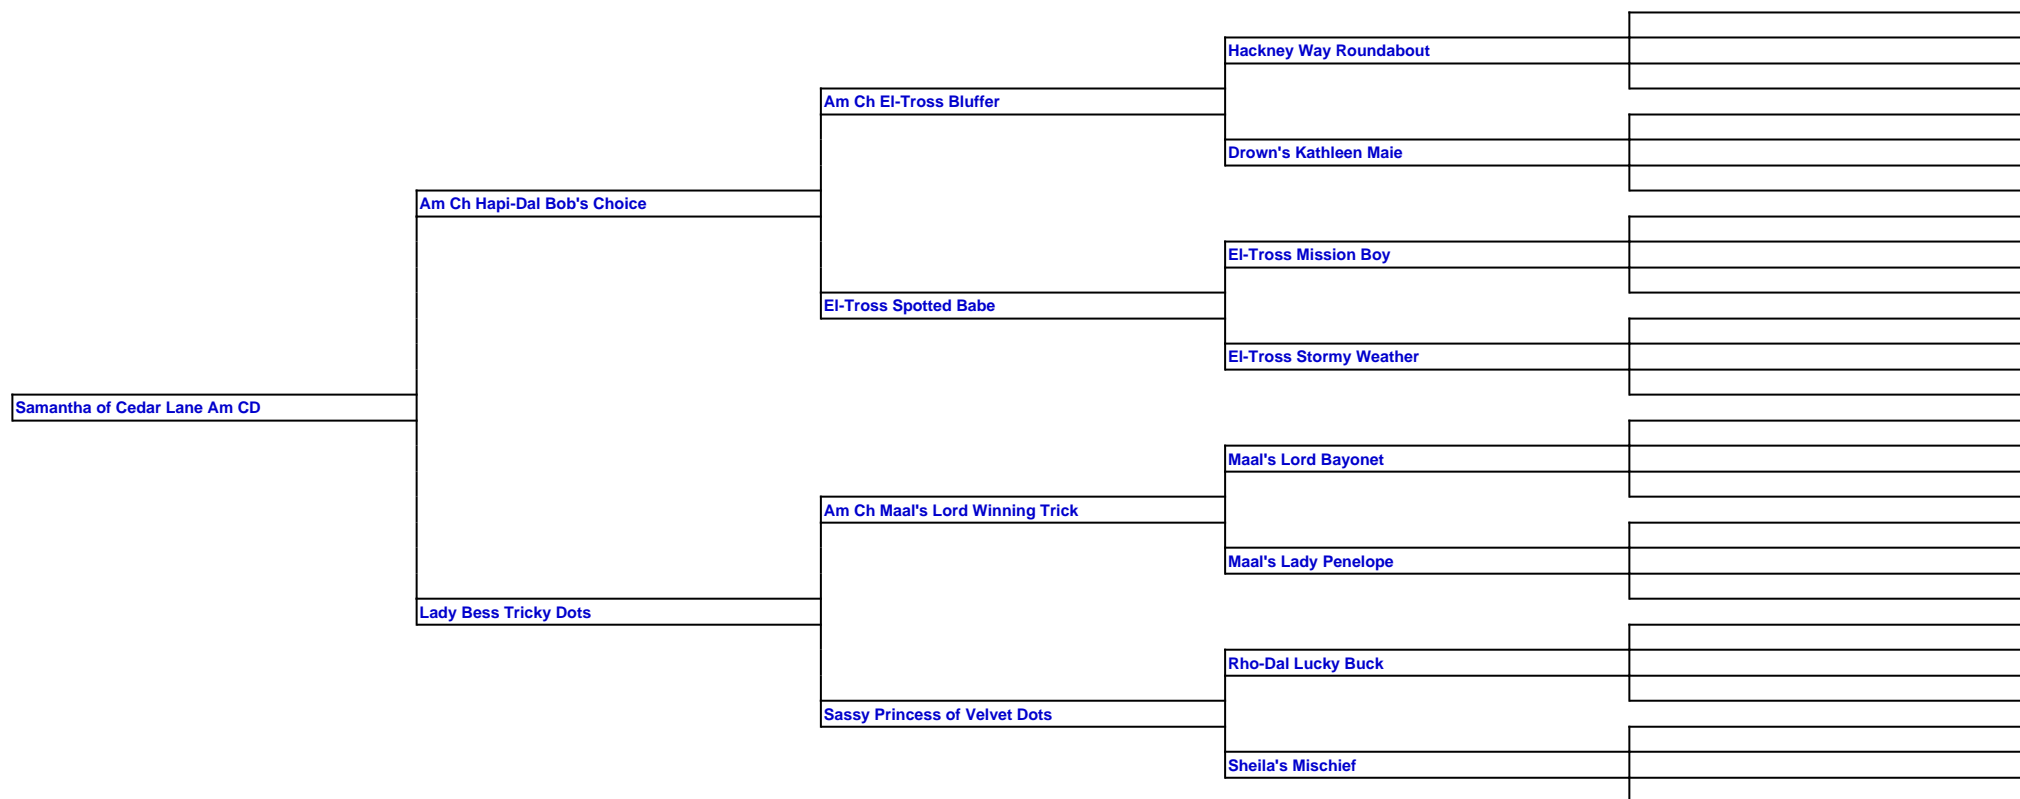 Hackney Way Roundabout
Am Ch El-Tross Bluffer
Drown's Kathleen Maie
Am Ch Hapi-Dal Bob's Choice
El-Tross Mission Boy
El-Tross Spotted Babe
El-Tross Stormy Weather
Samantha of Cedar Lane Am CD
Maal's Lord Bayonet
Am Ch Maal's Lord Winning Trick
Maal's Lady Penelope
Lady Bess Tricky Dots
Rho-Dal Lucky Buck
Sassy Princess of Velvet Dots
Sheila's Mischief